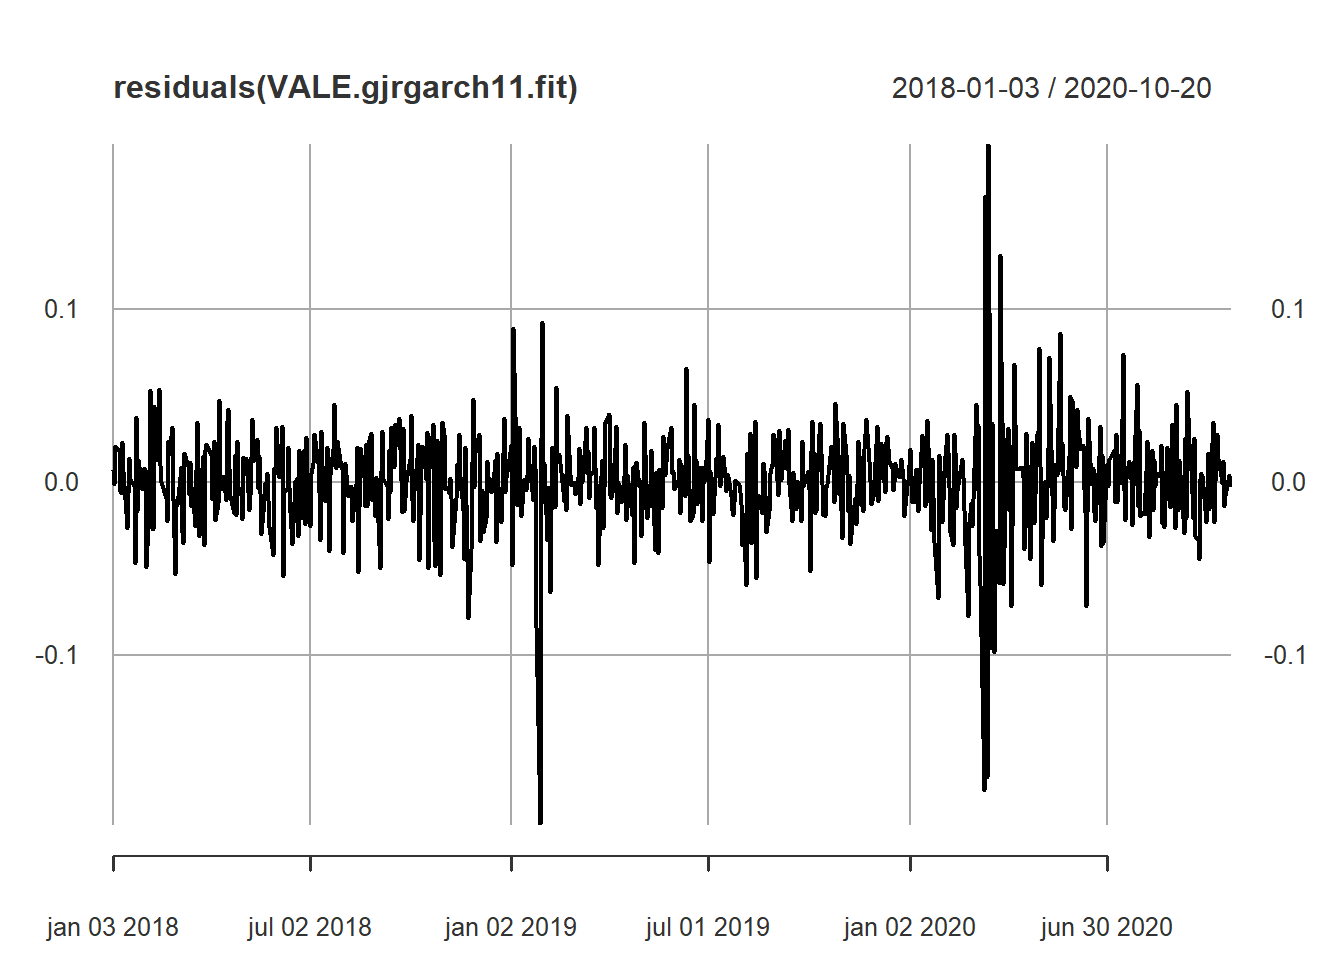 residuals(VALE.gjrgarch11.fit) 2018-01-03 / 2020-10-20
0.1 0.1
0.0 0.0
-0.1 -0.1
jan 03 2018 jul 02 2018 jan 02 2019 jul 01 2019 jan 02 2020 jun 30 2020